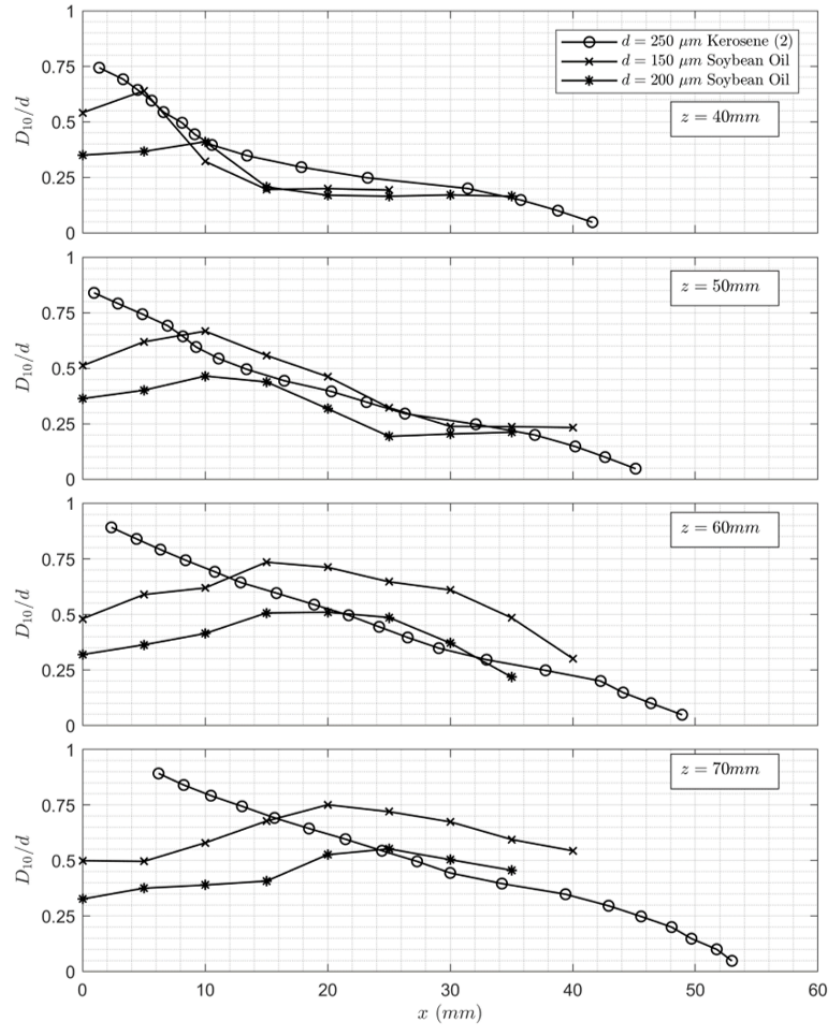 1
0.75
0.5
0.25
0
D₁₀/d
d = 250 μm Kerosene (2)
d = 150 μm Soybean Oil
d = 200 μm Soybean Oil
z = 40mm
1
0.75
0.5
0.25
0
D₁₀/d
z = 50mm
1
0.75
0.5
0.25
0
D₁₀/d
z = 60mm
1
0.75
0.5
0.25
0
D₁₀/d
z = 70mm
0 10 20 30 40 50 60
x (mm)